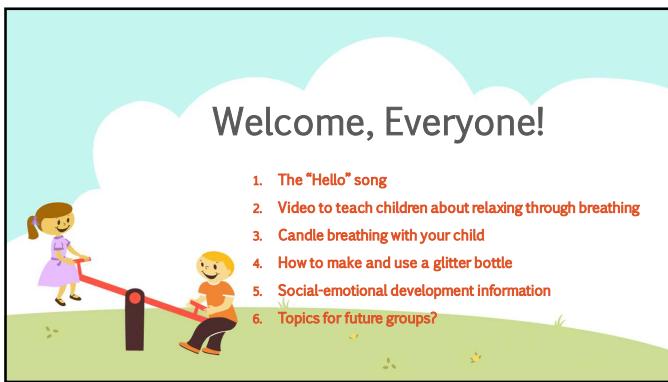 Welcome, Everyone!
1. The “Hello” song
2. Video to teach children about relaxing through breathing
3. Candle breathing with your child
4. How to make and use a glitter bottle
5. Social-emotional development information
6. Topics for future groups?